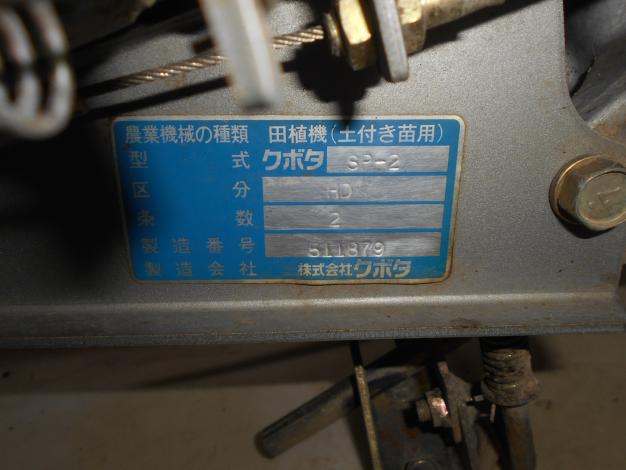 農業機械の種類 田植機(土付き苗用)
型式 クボタ SP-2
区分 HD
条数 2
製造番号 511879
製造会社 株式会社クボタ